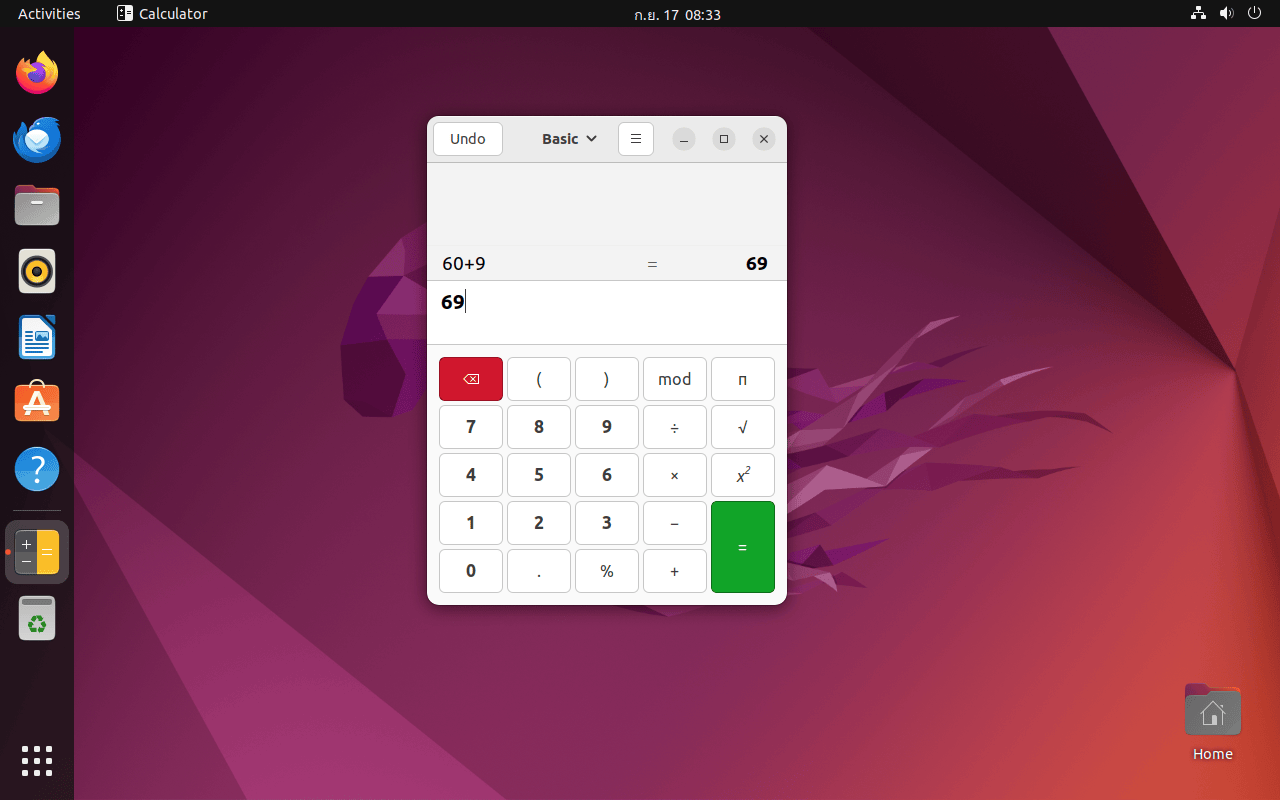 Activities
Calculator
ก.ย. 17 08:33
Undo
Basic
60+9 = 69
69
( ) mod π
7 8 9 ÷ √
4 5 6 × x²
1 2 3 −
=
0 . % +
Home